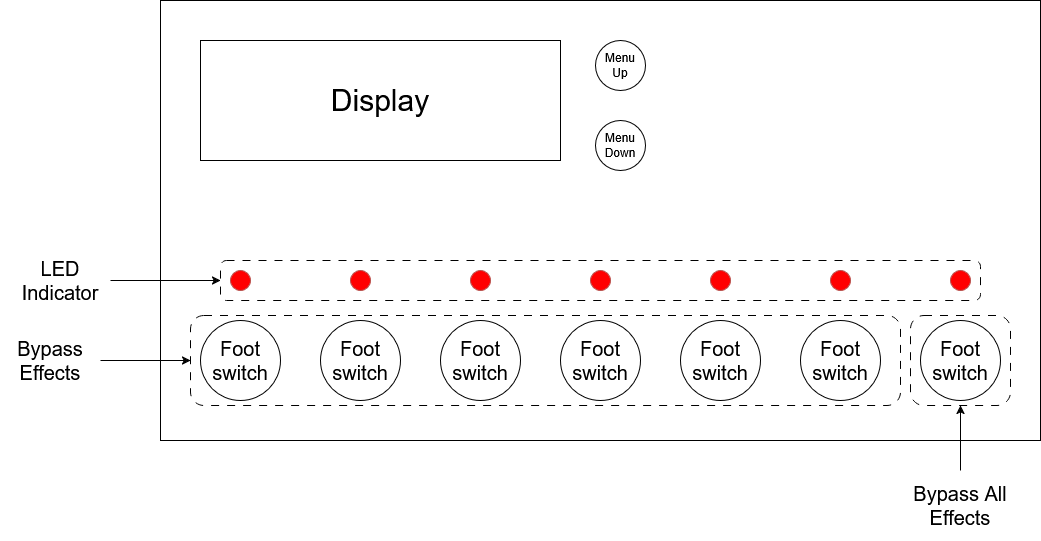 Display
Menu
Up
Menu
Down
LED
Indicator
Bypass
Effects
Foot
switch
Foot
switch
Foot
switch
Foot
switch
Foot
switch
Foot
switch
Foot
switch
Bypass All
Effects